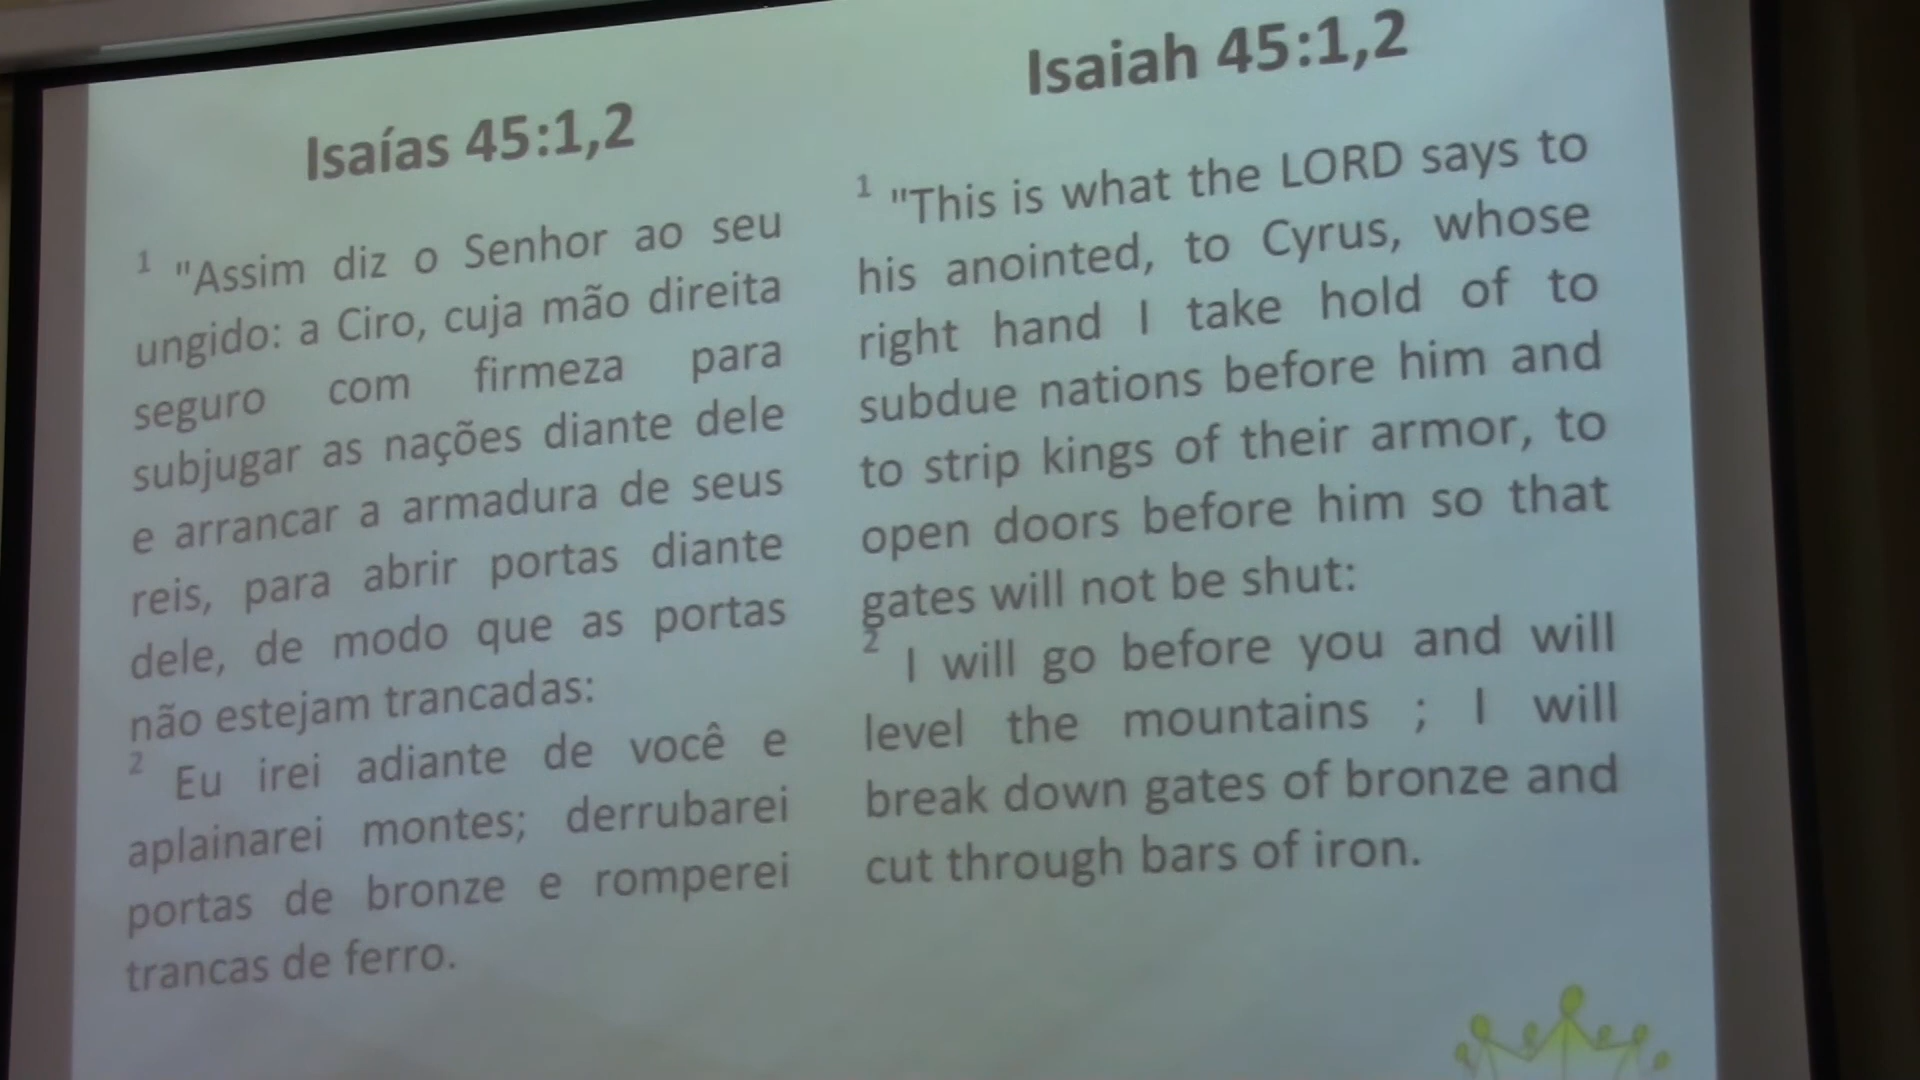 Isaías 45:1,2
1 "Assim diz o Senhor ao seu
ungido: a Ciro, cuja mão direita
seguro com firmeza para
subjugar as nações diante dele
e arrancar a armadura de seus
reis, para abrir portas diante
dele, de modo que as portas
não estejam trancadas:
2 Eu irei adiante de você e
aplainarei montes; derrubarei
portas de bronze e romperei
trancas de ferro.
Isaiah 45:1,2
1 "This is what the LORD says to
his anointed, to Cyrus, whose
right hand I take hold of to
subdue nations before him and
to strip kings of their armor, to
open doors before him so that
gates will not be shut:
2 I will go before you and will
level the mountains ; I will
break down gates of bronze and
cut through bars of iron.